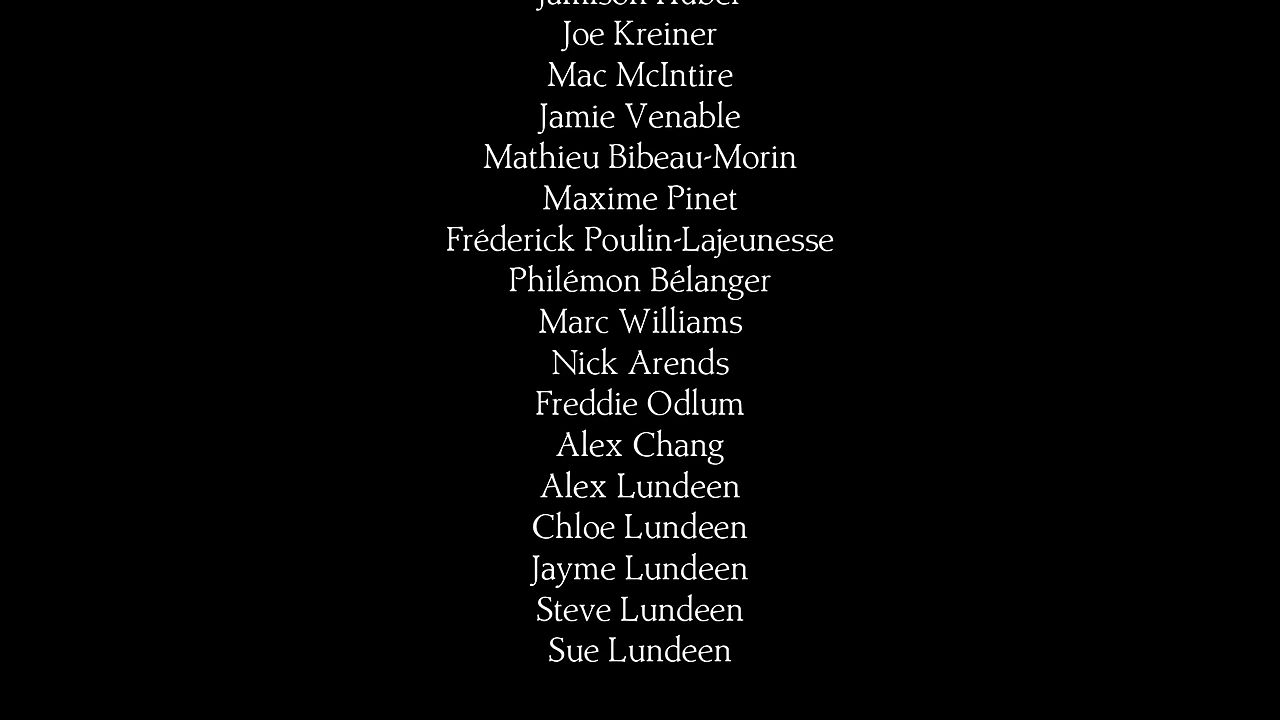 Joe Kreiner
Mac McIntire
Jamie Venable
Mathieu Bibeau-Morin
Maxime Pinet
Fréderick Poulin-Lajeunesse
Philémon Bélanger
Marc Williams
Nick Arends
Freddie Odlum
Alex Chang
Alex Lundeen
Chloe Lundeen
Jayme Lundeen
Steve Lundeen
Sue Lundeen